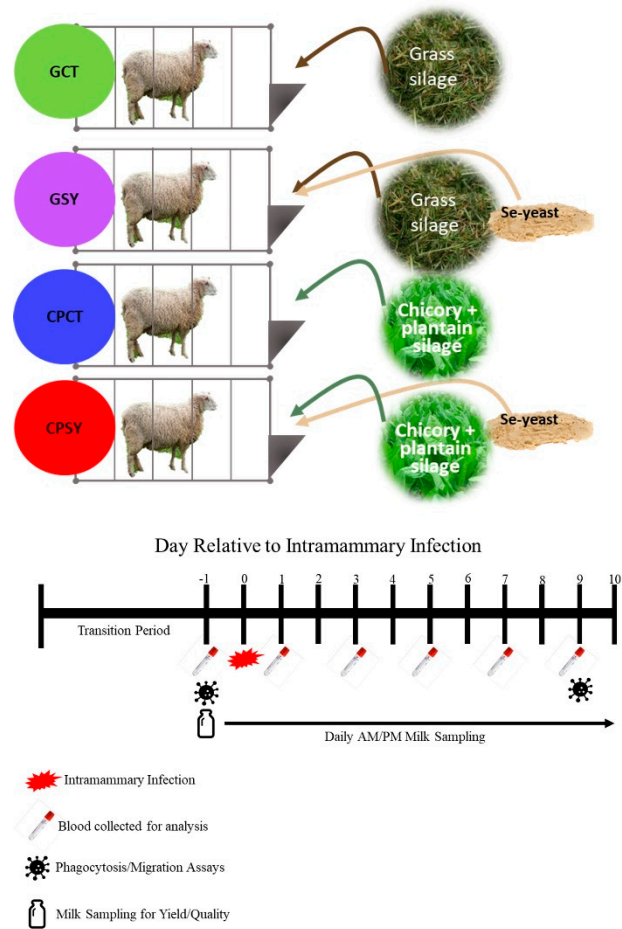 GCT
Grass
silage
GSY
Grass
silage
Se-yeast
CPCT
Chicory +
plantain
silage
CPSY
Chicory +
plantain
silage
Se-yeast
Day Relative to Intramammary Infection
-1 0 1 2 3 4 5 6 7 8 9 10
Transition Period
Daily AM/PM Milk Sampling
Intramammary Infection
Blood collected for analysis
Phagocytosis/Migration Assays
Milk Sampling for Yield/Quality